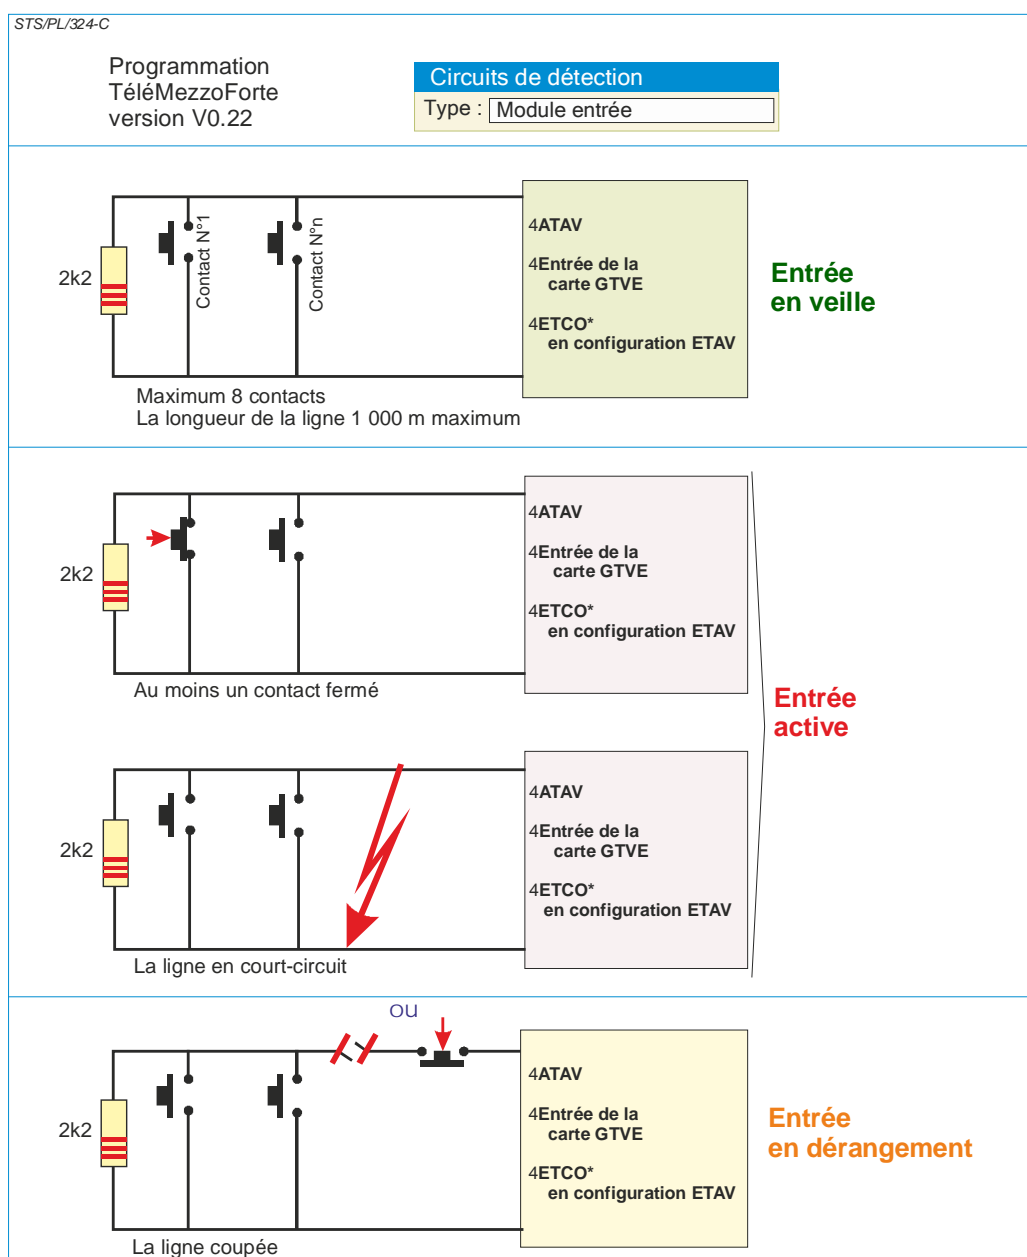 STS/PL/324-C
Programmation
TéléMezzoForte
version V0.22
Circuits de détection
Type :
Module entrée
2k2
Contact N°1
Contact N°n
4ATAV
4Entrée de la
carte GTVE
4ETCO*
en configuration ETAV
Entrée
en veille
Maximum 8 contacts
La longueur de la ligne 1 000 m maximum
2k2
4ATAV
4Entrée de la
carte GTVE
4ETCO*
en configuration ETAV
Au moins un contact fermé
Entrée
active
2k2
4ATAV
4Entrée de la
carte GTVE
4ETCO*
en configuration ETAV
La ligne en court-circuit
ou
2k2
4ATAV
4Entrée de la
carte GTVE
4ETCO*
en configuration ETAV
Entrée
en dérangement
La ligne coupée